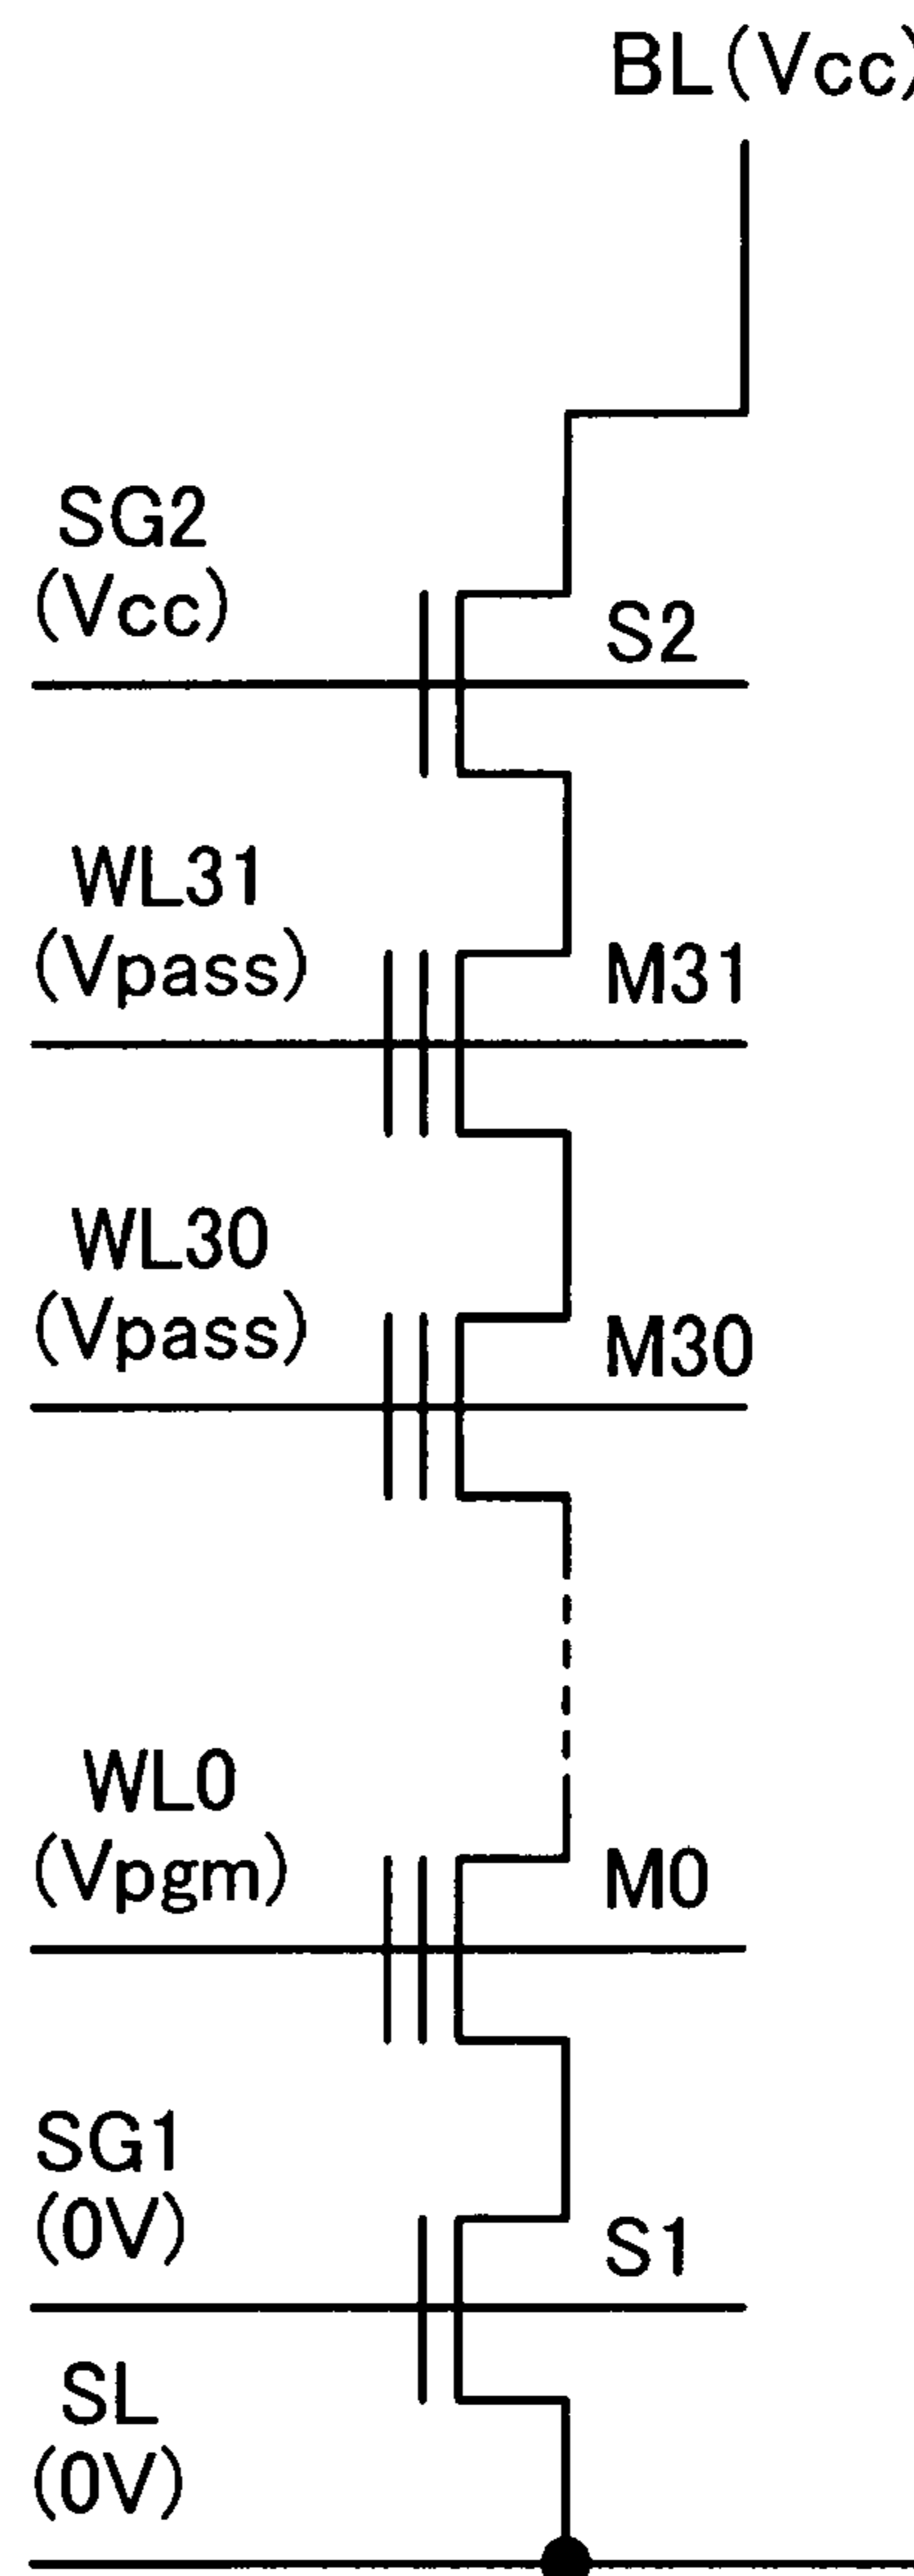 BL(Vcc)
SG2
(Vcc)
S2
WL31
(Vpass)
M31
WL30
(Vpass)
M30
WL0
(Vpgm)
M0
SG1
(0V)
S1
SL
(0V)